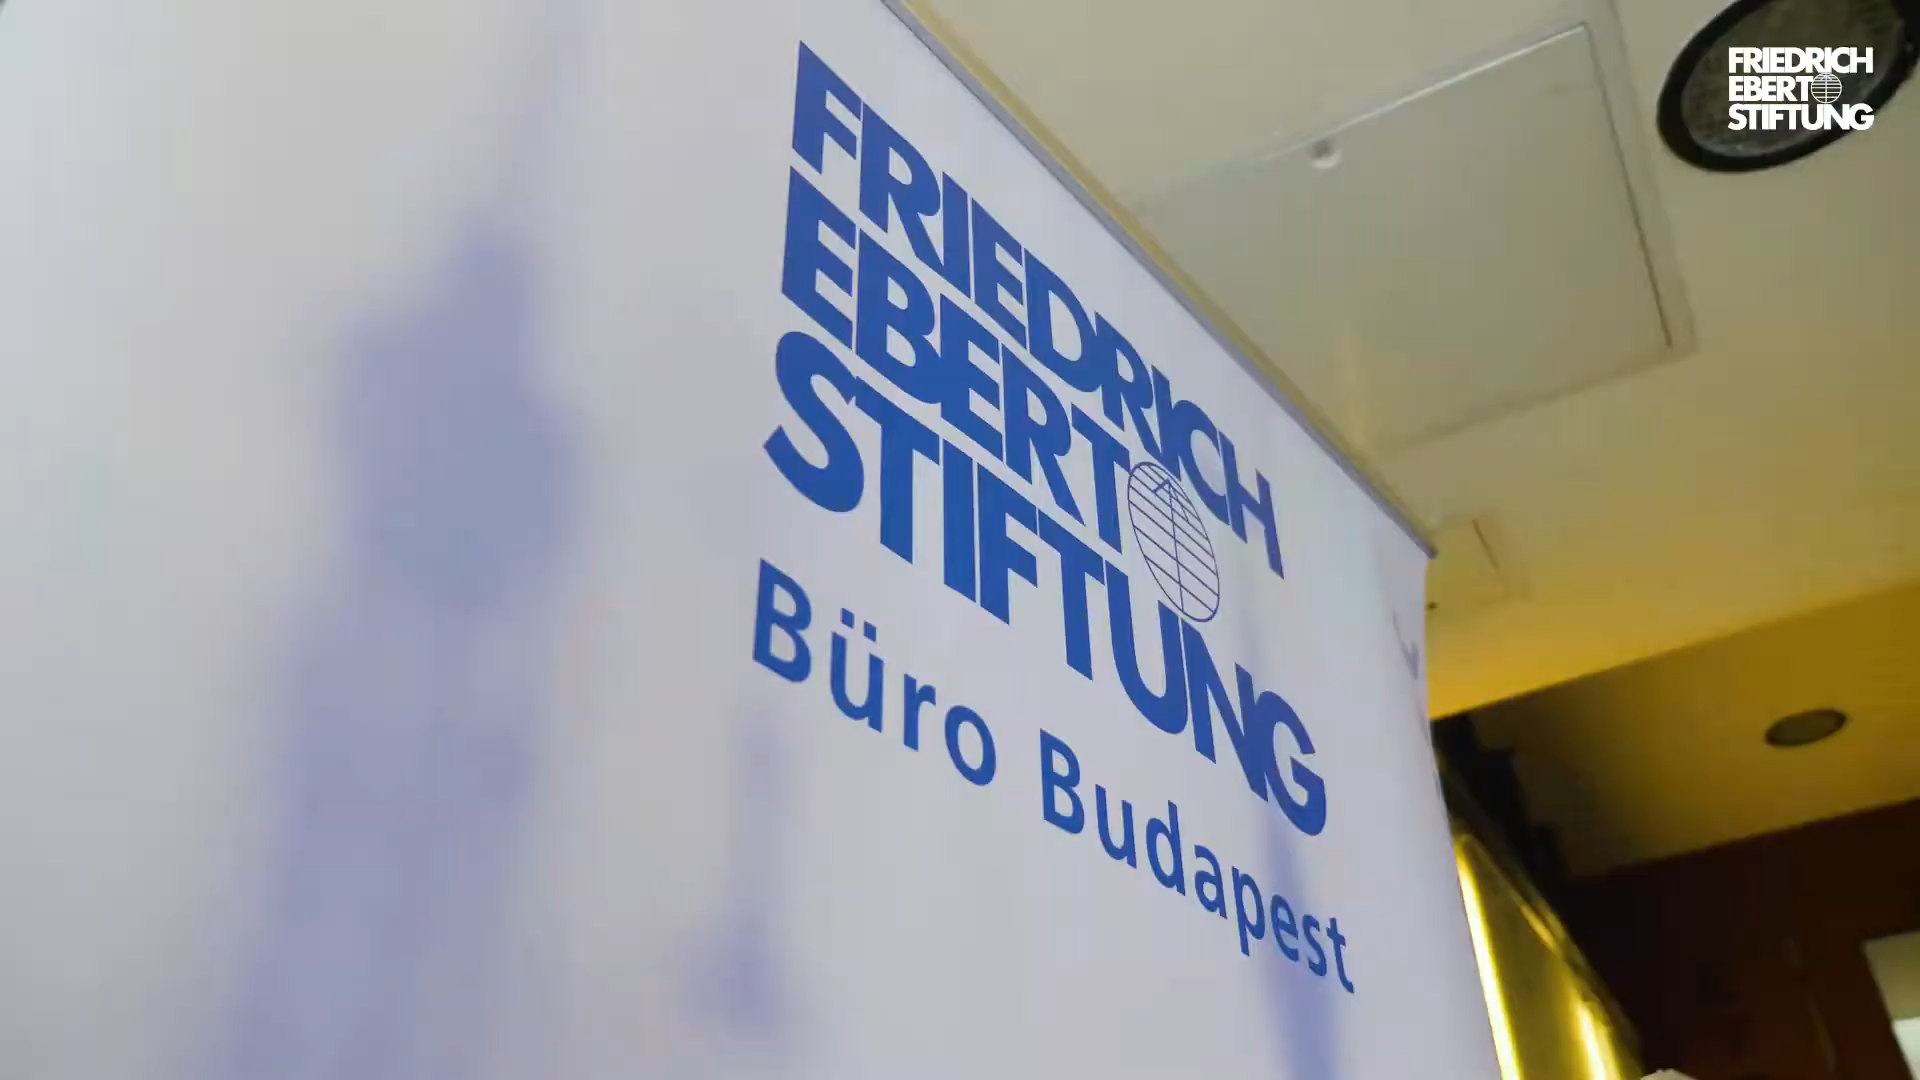 FRIEDRICH
EBERT
STIFTUNG
Büro Budapest
FRIEDRICH
EBERT
STIFTUNG